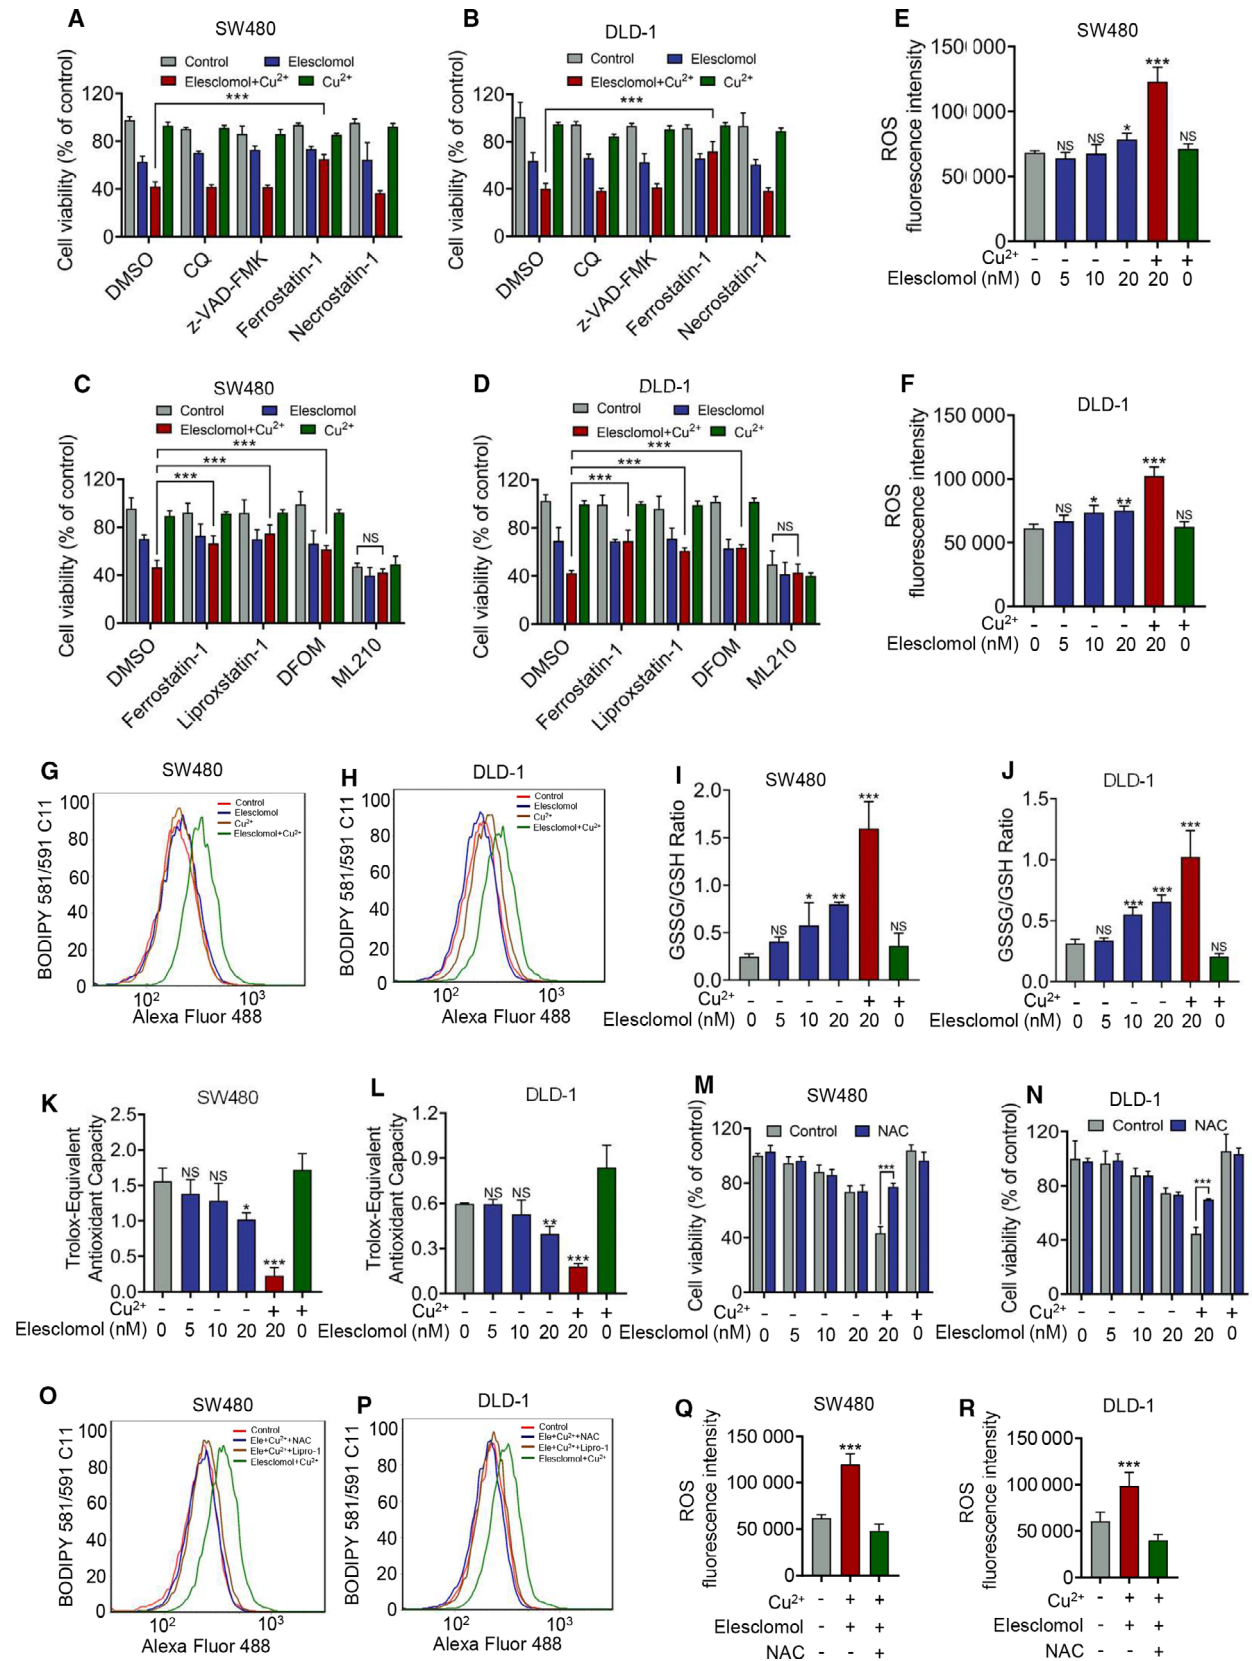 A
SW480
Control
Elesclomol
Elesclomol+Cu²⁺
Cu²⁺
Cell viability (% of control)
120
80
40
0
***
DMSO
CQ
z-VAD-FMK
Ferrostatin-1
Necrostatin-1
B
DLD-1
Control
Elesclomol
Elesclomol+Cu²⁺
Cu²⁺
Cell viability (% of control)
120
80
40
0
***
DMSO
CQ
z-VAD-FMK
Ferrostatin-1
Necrostatin-1
E
SW480
ROS
fluorescence intensity
150 000
100 000
50 000
0
NS NS * *** NS
Cu²⁺ - - - - + +
Elesclomol (nM) 0 5 10 20 20 0
C
SW480
Control
Elesclomol
Elesclomol+Cu²⁺
Cu²⁺
Cell viability (% of control)
120
80
40
0
***
***
***
NS
DMSO
Ferrostatin-1
Liproxstatin-1
DFOM
ML210
D
DLD-1
Control
Elesclomol
Elesclomol+Cu²⁺
Cu²⁺
Cell viability (% of control)
120
80
40
0
***
***
***
NS
DMSO
Ferrostatin-1
Liproxstatin-1
DFOM
ML210
F
DLD-1
ROS
fluorescence intensity
150 000
100 000
50 000
0
NS * ** *** NS
Cu²⁺ - - - - + +
Elesclomol (nM) 0 5 10 20 20 0
G
SW480
BODIPY 581/591 C11
100
80
60
40
20
0
Control
Elesclomol
Cu²⁺
Elesclomol+Cu²⁺
10² 10³
Alexa Fluor 488
H
DLD-1
BODIPY 581/591 C11
100
80
60
40
20
0
Control
Elesclomol
Cu²⁺
Elesclomol+Cu²⁺
10² 10³
Alexa Fluor 488
I
SW480
GSSSG/GSH Ratio
2.0
1.5
1.0
0.5
0.0
NS * ** *** NS
Cu²⁺ - - - - + +
Elesclomol (nM) 0 5 10 20 20 0
J
DLD-1
GSSSG/GSH Ratio
1.5
1.0
0.5
0.0
NS *** *** *** NS
Cu²⁺ - - - - + +
Elesclomol (nM) 0 5 10 20 20 0
K
SW480
Trolox-Equivalent
Antioxidant Capacity
2.5
2.0
1.5
1.0
0.5
0.0
NS NS * ***
Cu²⁺ - - - - + +
Elesclomol (nM) 0 5 10 20 20 0
L
DLD-1
Trolox-Equivalent
Antioxidant Capacity
1.2
0.9
0.6
0.3
0.0
NS NS ** ***
Cu²⁺ - - - - + +
Elesclomol (nM) 0 5 10 20 20 0
M
SW480
Control
NAC
Cell viability (% of control)
120
80
40
0
***
Cu²⁺ - - - - + +
Elesclomol (nM) 0 5 10 20 20 0
N
DLD-1
Control
NAC
Cell viability (% of control)
120
80
40
0
***
Cu²⁺ - - - - + +
Elesclomol (nM) 0 5 10 20 20 0
O
SW480
BODIPY 581/591 C11
100
80
60
40
20
0
Control
Ele+Cu²⁺+NAC
Ele+Cu²⁺+Lipro-1
Elesclomol+Cu²⁺
10² 10³
Alexa Fluor 488
P
DLD-1
BODIPY 581/591 C11
100
80
60
40
20
0
Control
Ele+Cu²⁺+NAC
Ele+Cu²⁺+Lipro-1
Elesclomol+Cu²⁺
10² 10³
Alexa Fluor 488
Q
SW480
ROS
fluorescence intensity
150 000
100 000
50 000
0
***
Cu²⁺ - + +
Elesclomol - + +
NAC - - +
R
DLD-1
ROS
fluorescence intensity
150 000
100 000
50 000
0
***
Cu²⁺ - + +
Elesclomol - + +
NAC - - +